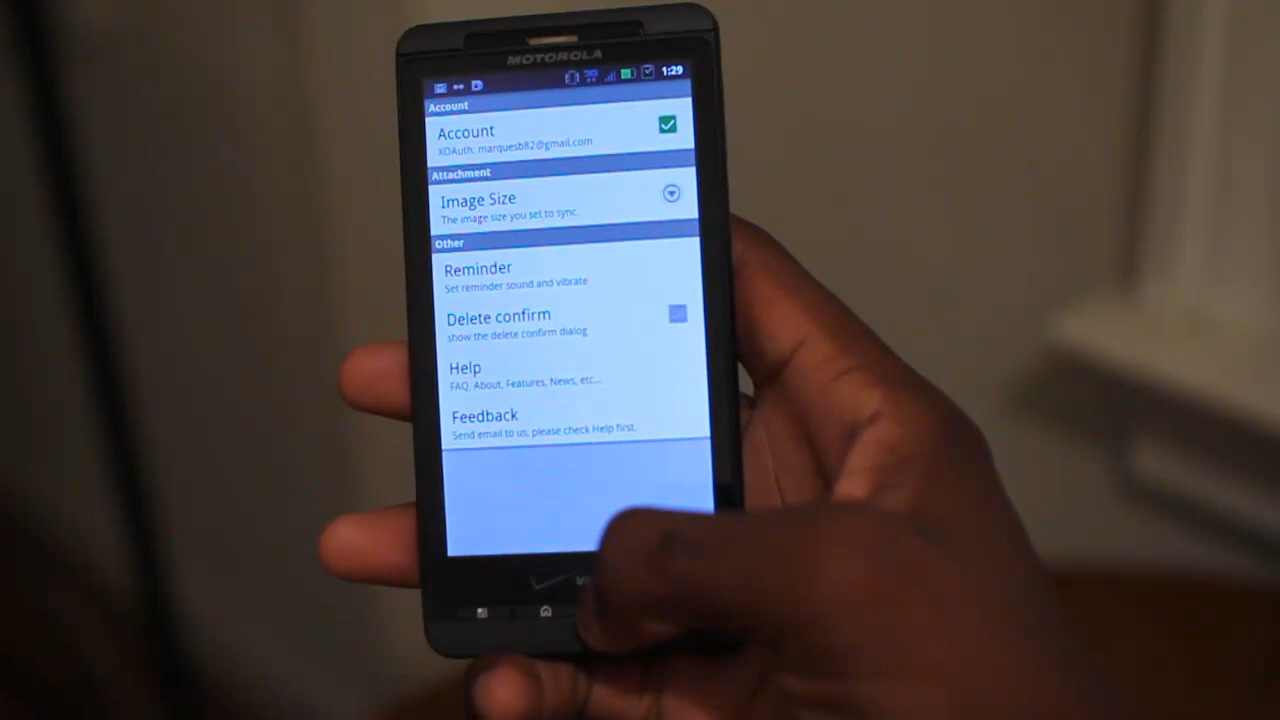 MOTOROLA
1:29
Account
Account
XOAuth: marquesb82@gmail.com
Attachment
Image Size
The image size you set to sync.
Other
Reminder
Set reminder sound and vibrate
Delete confirm
show the delete confirm dialog
Help
FAQ, About, Features, News, etc...
Feedback
Send email to us, please check Help first.